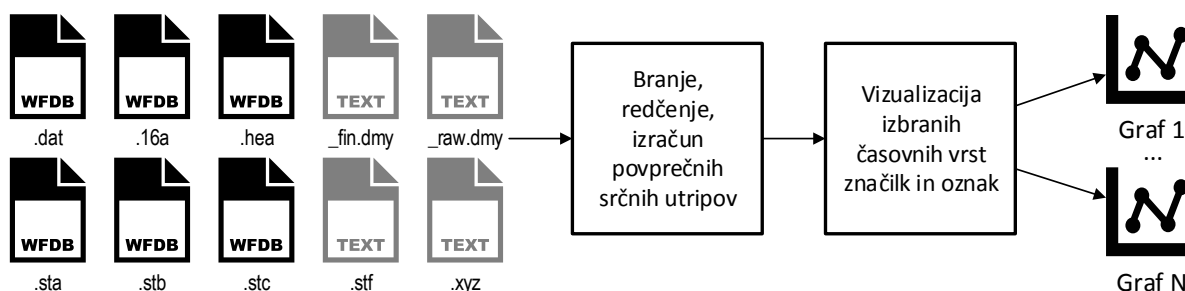 WFDB WFDB WFDB TEXT TEXT
.dat .16a .hea _fin.dmy _raw.dmy
WFDB WFDB WFDB TEXT TEXT
.sta .stb .stc .stf .xyz
Branje,
redčenje,
izračun
povprečnih
srčnih utripov
Vizualizacija
izbranih
časovnih vrst
značilk in oznak
Graf 1
...
Graf N